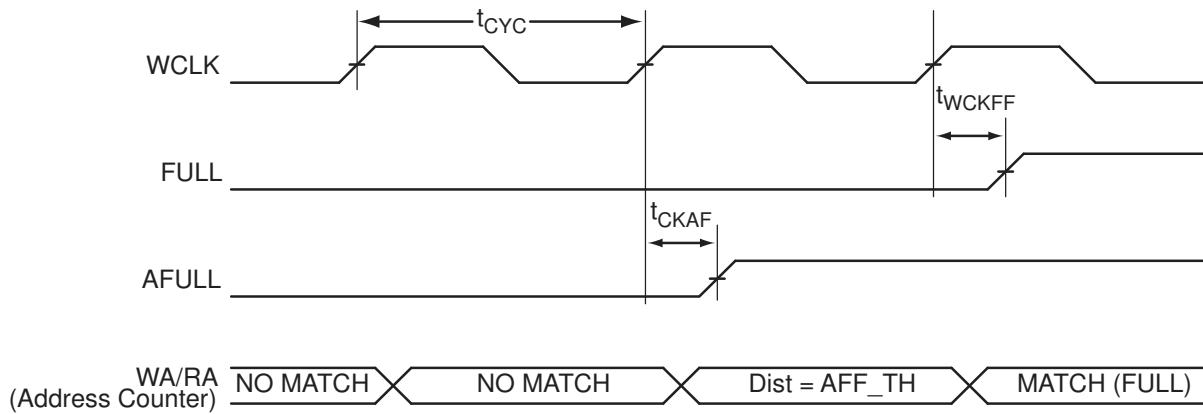 tCYC
WCLK
tWCKFF
FULL
tCKAF
AFULL
WA/RA
(Address Counter)
NO MATCH
NO MATCH
Dist = AFF_TH
MATCH (FULL)